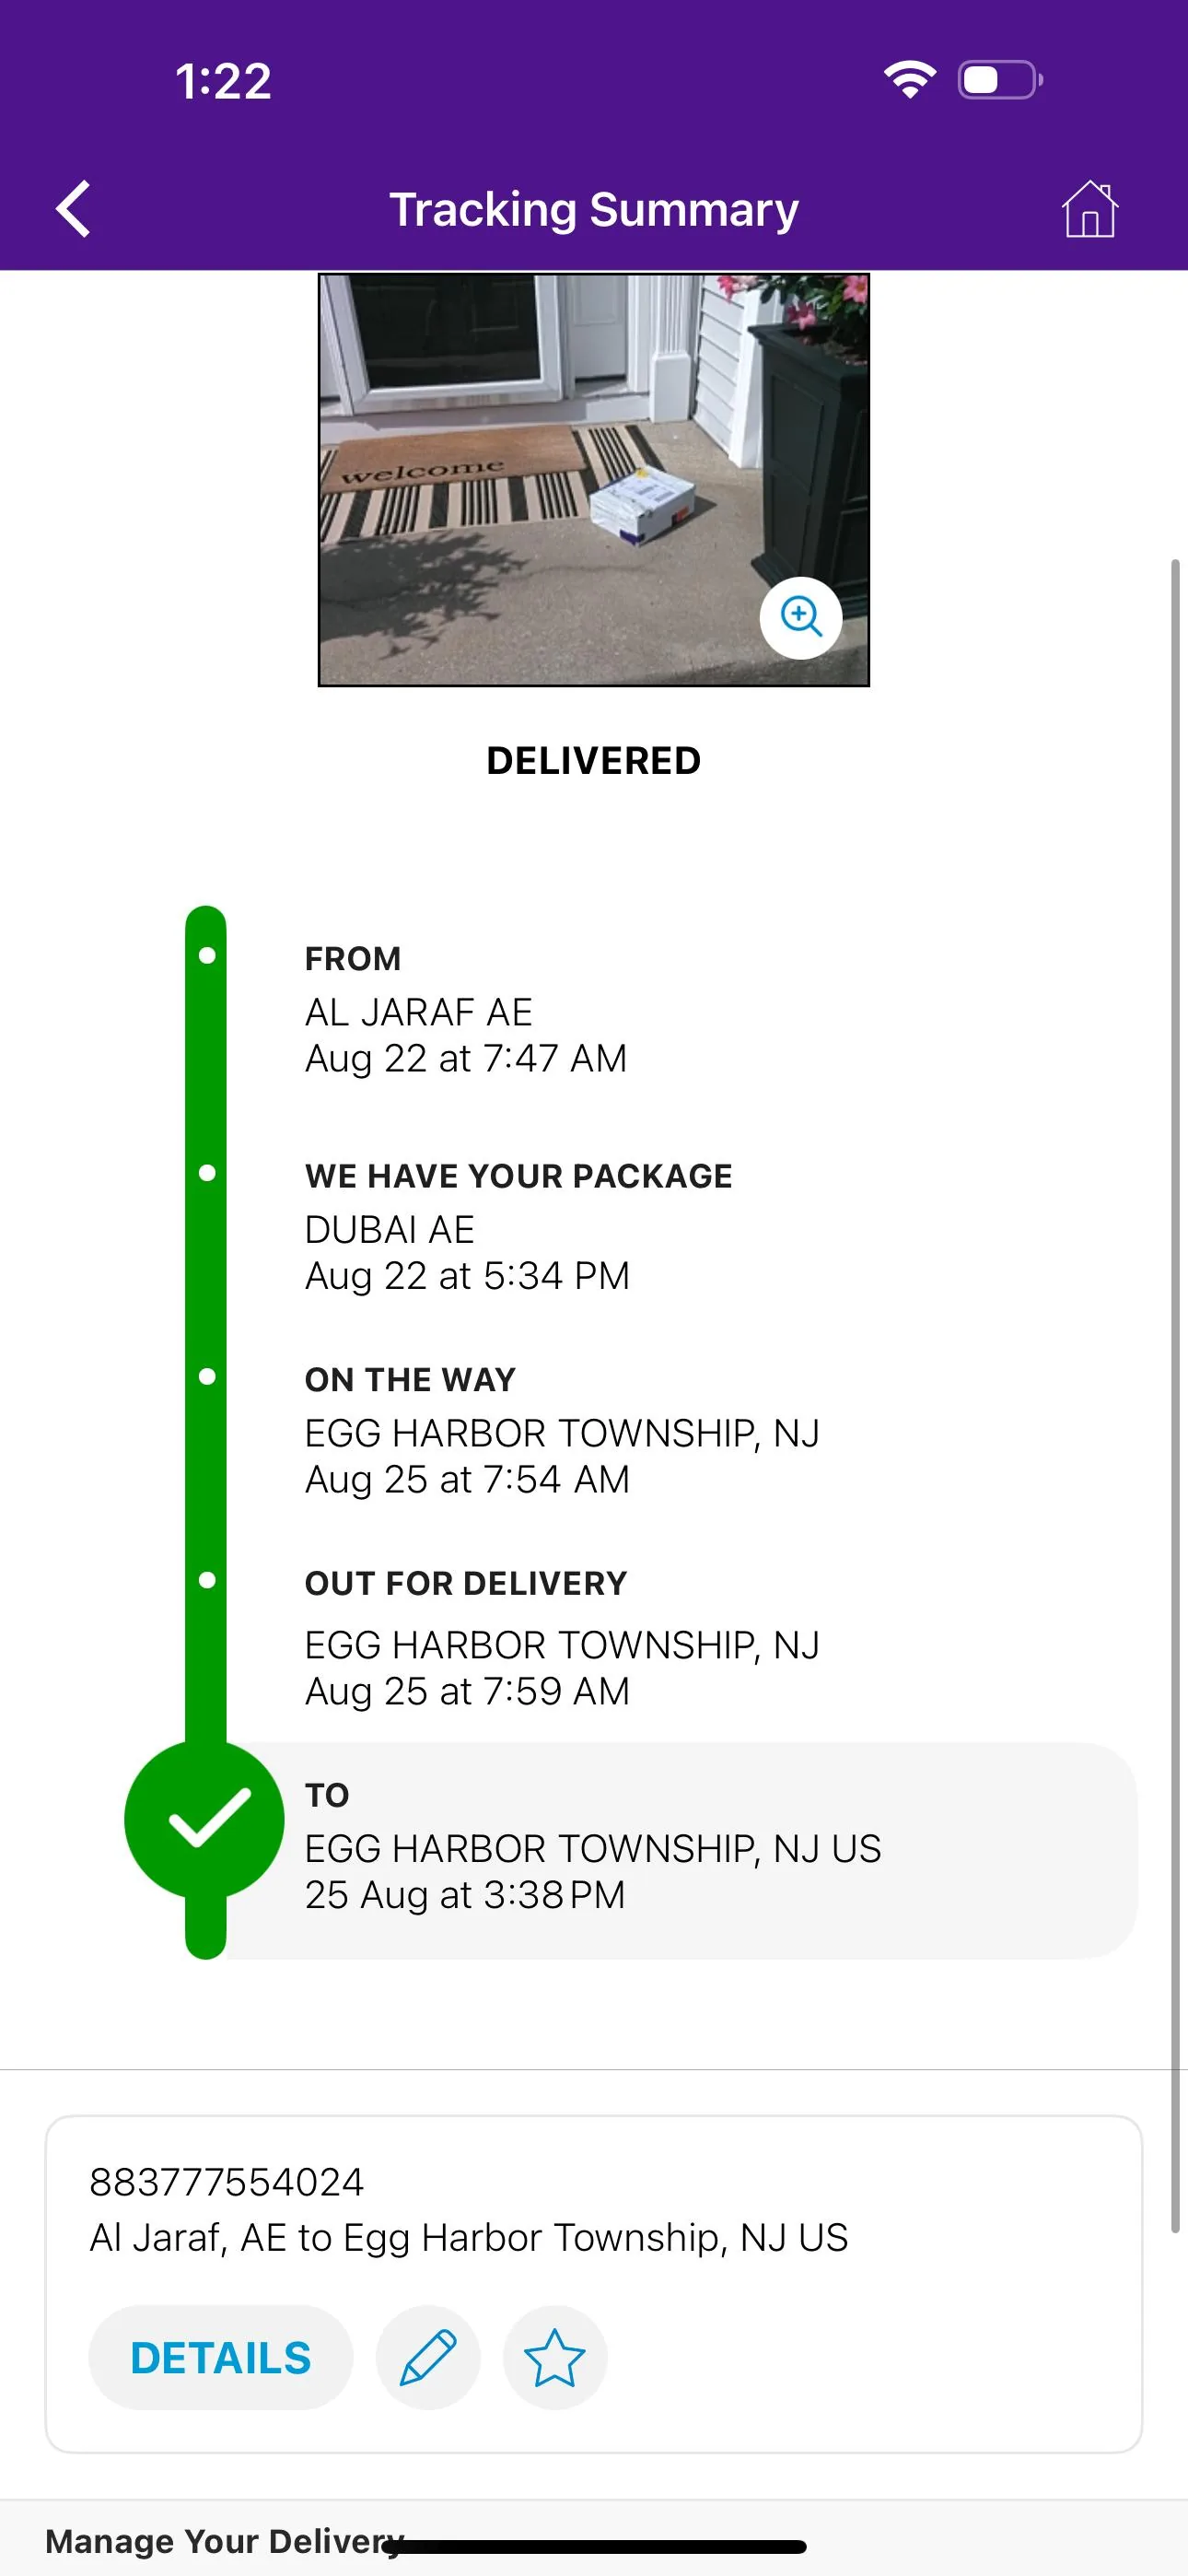 1:22
Tracking Summary
welcome
DELIVERED
FROM
AL JARAF AE
Aug 22 at 7:47 AM
WE HAVE YOUR PACKAGE
DUBAI AE
Aug 22 at 5:34 PM
ON THE WAY
EGG HARBOR TOWNSHIP, NJ
Aug 25 at 7:54 AM
OUT FOR DELIVERY
EGG HARBOR TOWNSHIP, NJ
Aug 25 at 7:59 AM
TO
EGG HARBOR TOWNSHIP, NJ US
25 Aug at 3:38 PM
883777554024
Al Jaraf, AE to Egg Harbor Township, NJ US
DETAILS
Manage Your Delivery